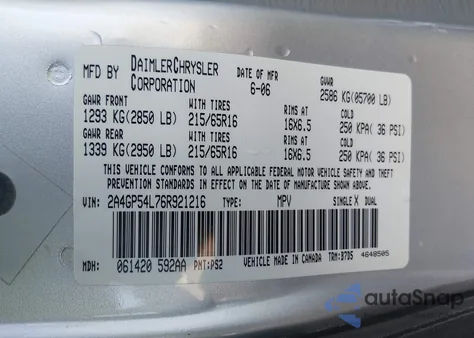 MFD BY DAIMLERCHRYSLER CORPORATION DATE OF MFR 6-06 GVWR 2586 KG(05700 LB)
GAWR FRONT WITH TIRES RIMS AT COLD
1293 KG(2850 LB) 215/65R16 16X6.5 250 KPA( 36 PSI)
GAWR REAR WITH TIRES RIMS AT COLD
1339 KG(2950 LB) 215/65R16 16X6.5 250 KPA( 36 PSI)
THIS VEHICLE CONFORMS TO ALL APPLICABLE FEDERAL MOTOR VEHICLE SAFETY AND THEFT
PREVENTION STANDARDS IN EFFECT ON THE DATE OF MANUFACTURE SHOWN ABOVE.
VIN: 2A4GP54L76R921216 TYPE: MPV SINGLE X DUAL
MDH: 061420 592AA PNT:PS2 VEHICLE MADE IN CANADA TRM:B7DS 4648505
autoSnap